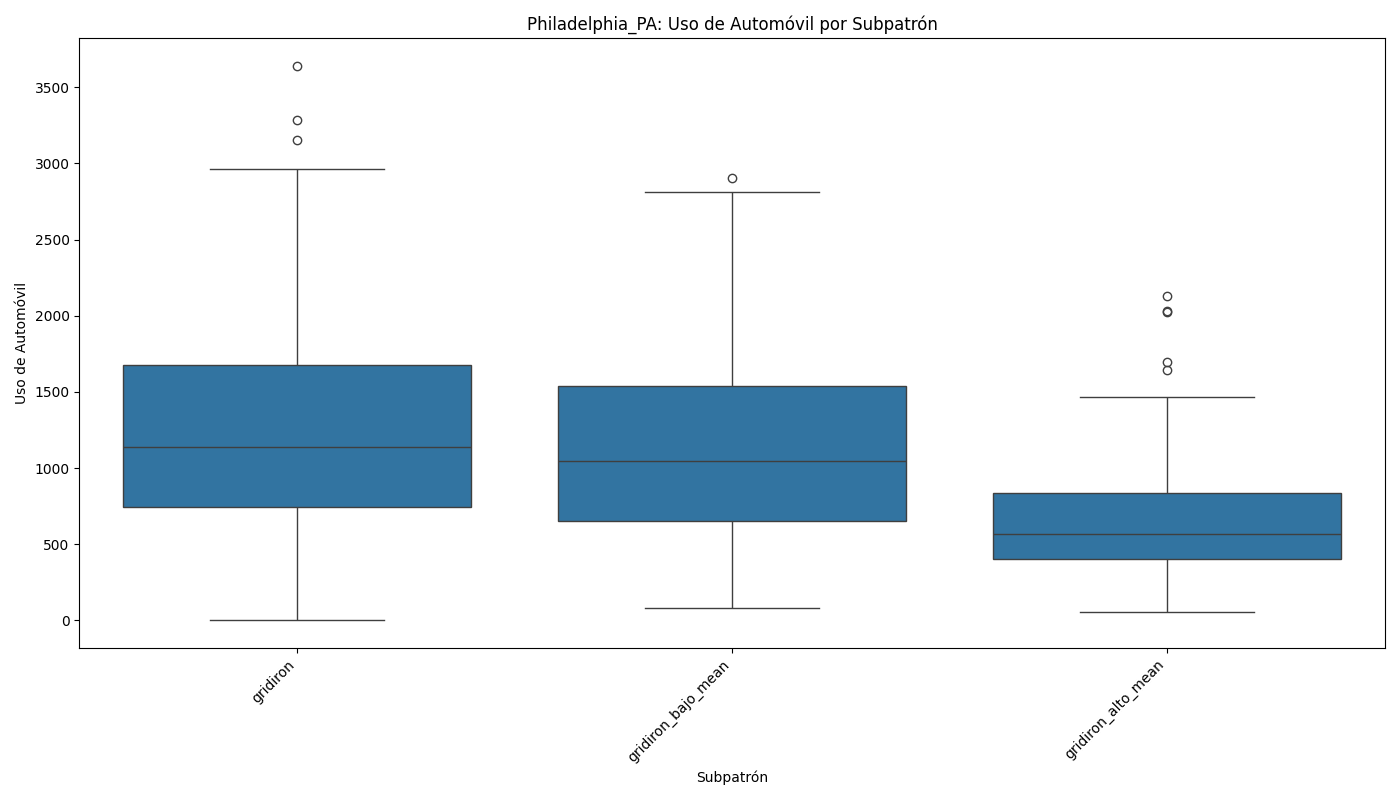 Philadelphia_PA: Uso de Automóvil por Subpatrón
Uso de Automóvil
3500
3000
2500
2000
1500
1000
500
0
gridiron
gridiron_bajo_mean
gridiron_alto_mean
Subpatrón